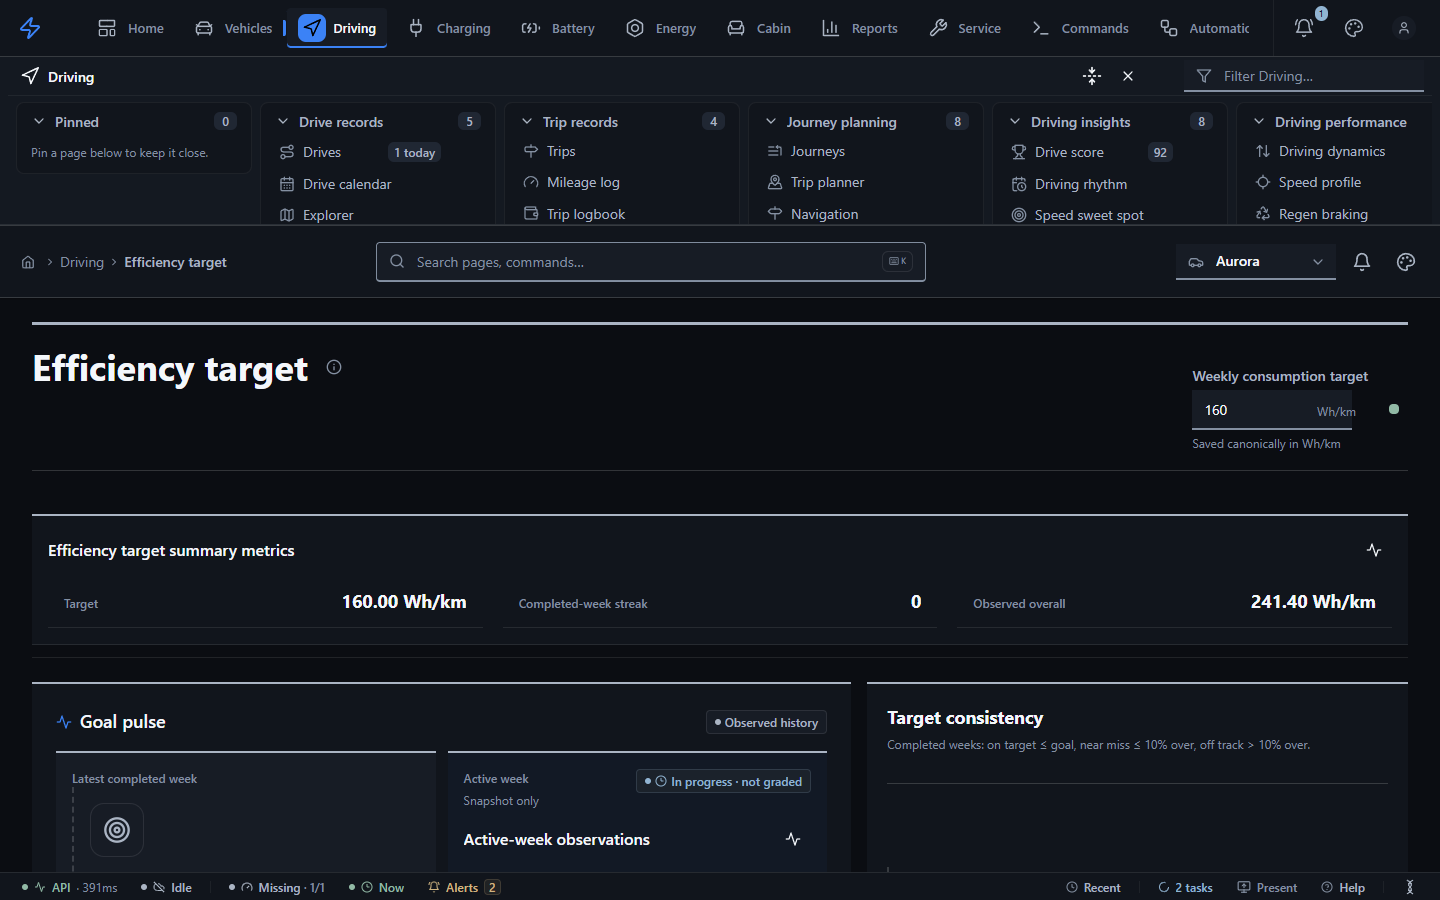 Home
Vehicles
Driving
Charging
Battery
Energy
Cabin
Reports
Service
Commands
Automatic
1
Driving
Filter Driving...
Pinned 0
Pin a page below to keep it close.
Drive records 5
Drives 1 today
Drive calendar
Explorer
Trip records 4
Trips
Mileage log
Trip logbook
Journey planning 8
Journeys
Trip planner
Navigation
Driving insights 8
Drive score 92
Driving rhythm
Speed sweet spot
Driving performance
Driving dynamics
Speed profile
Regen braking
Driving
Efficiency target
Search pages, commands...
K
Aurora
Efficiency target
Weekly consumption target
160 Wh/km
Saved canonically in Wh/km
Efficiency target summary metrics
Target 160.00 Wh/km
Completed-week streak 0
Observed overall 241.40 Wh/km
Goal pulse
Observed history
Latest completed week
Active week
Snapshot only
In progress · not graded
Active-week observations
Target consistency
Completed weeks: on target ≤ goal, near miss ≤ 10% over, off track > 10% over.
API · 391ms
Idle
Missing · 1/1
Now
Alerts 2
Recent
2 tasks
Present
Help